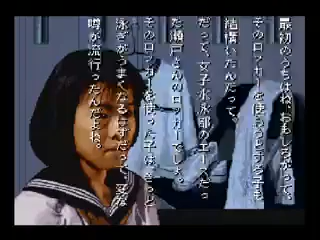 最初のうちはね、おもしろがって、
そのロッカーを使おうとする子も
結構いたんだって。
だって、女子水泳部のエースだっ
た瀬戸さんのロッカーでしょ。
そのロッカーを使った子はきっと
泳ぎがうまくなるはずだって、変な
噂が流行ったんだよね。